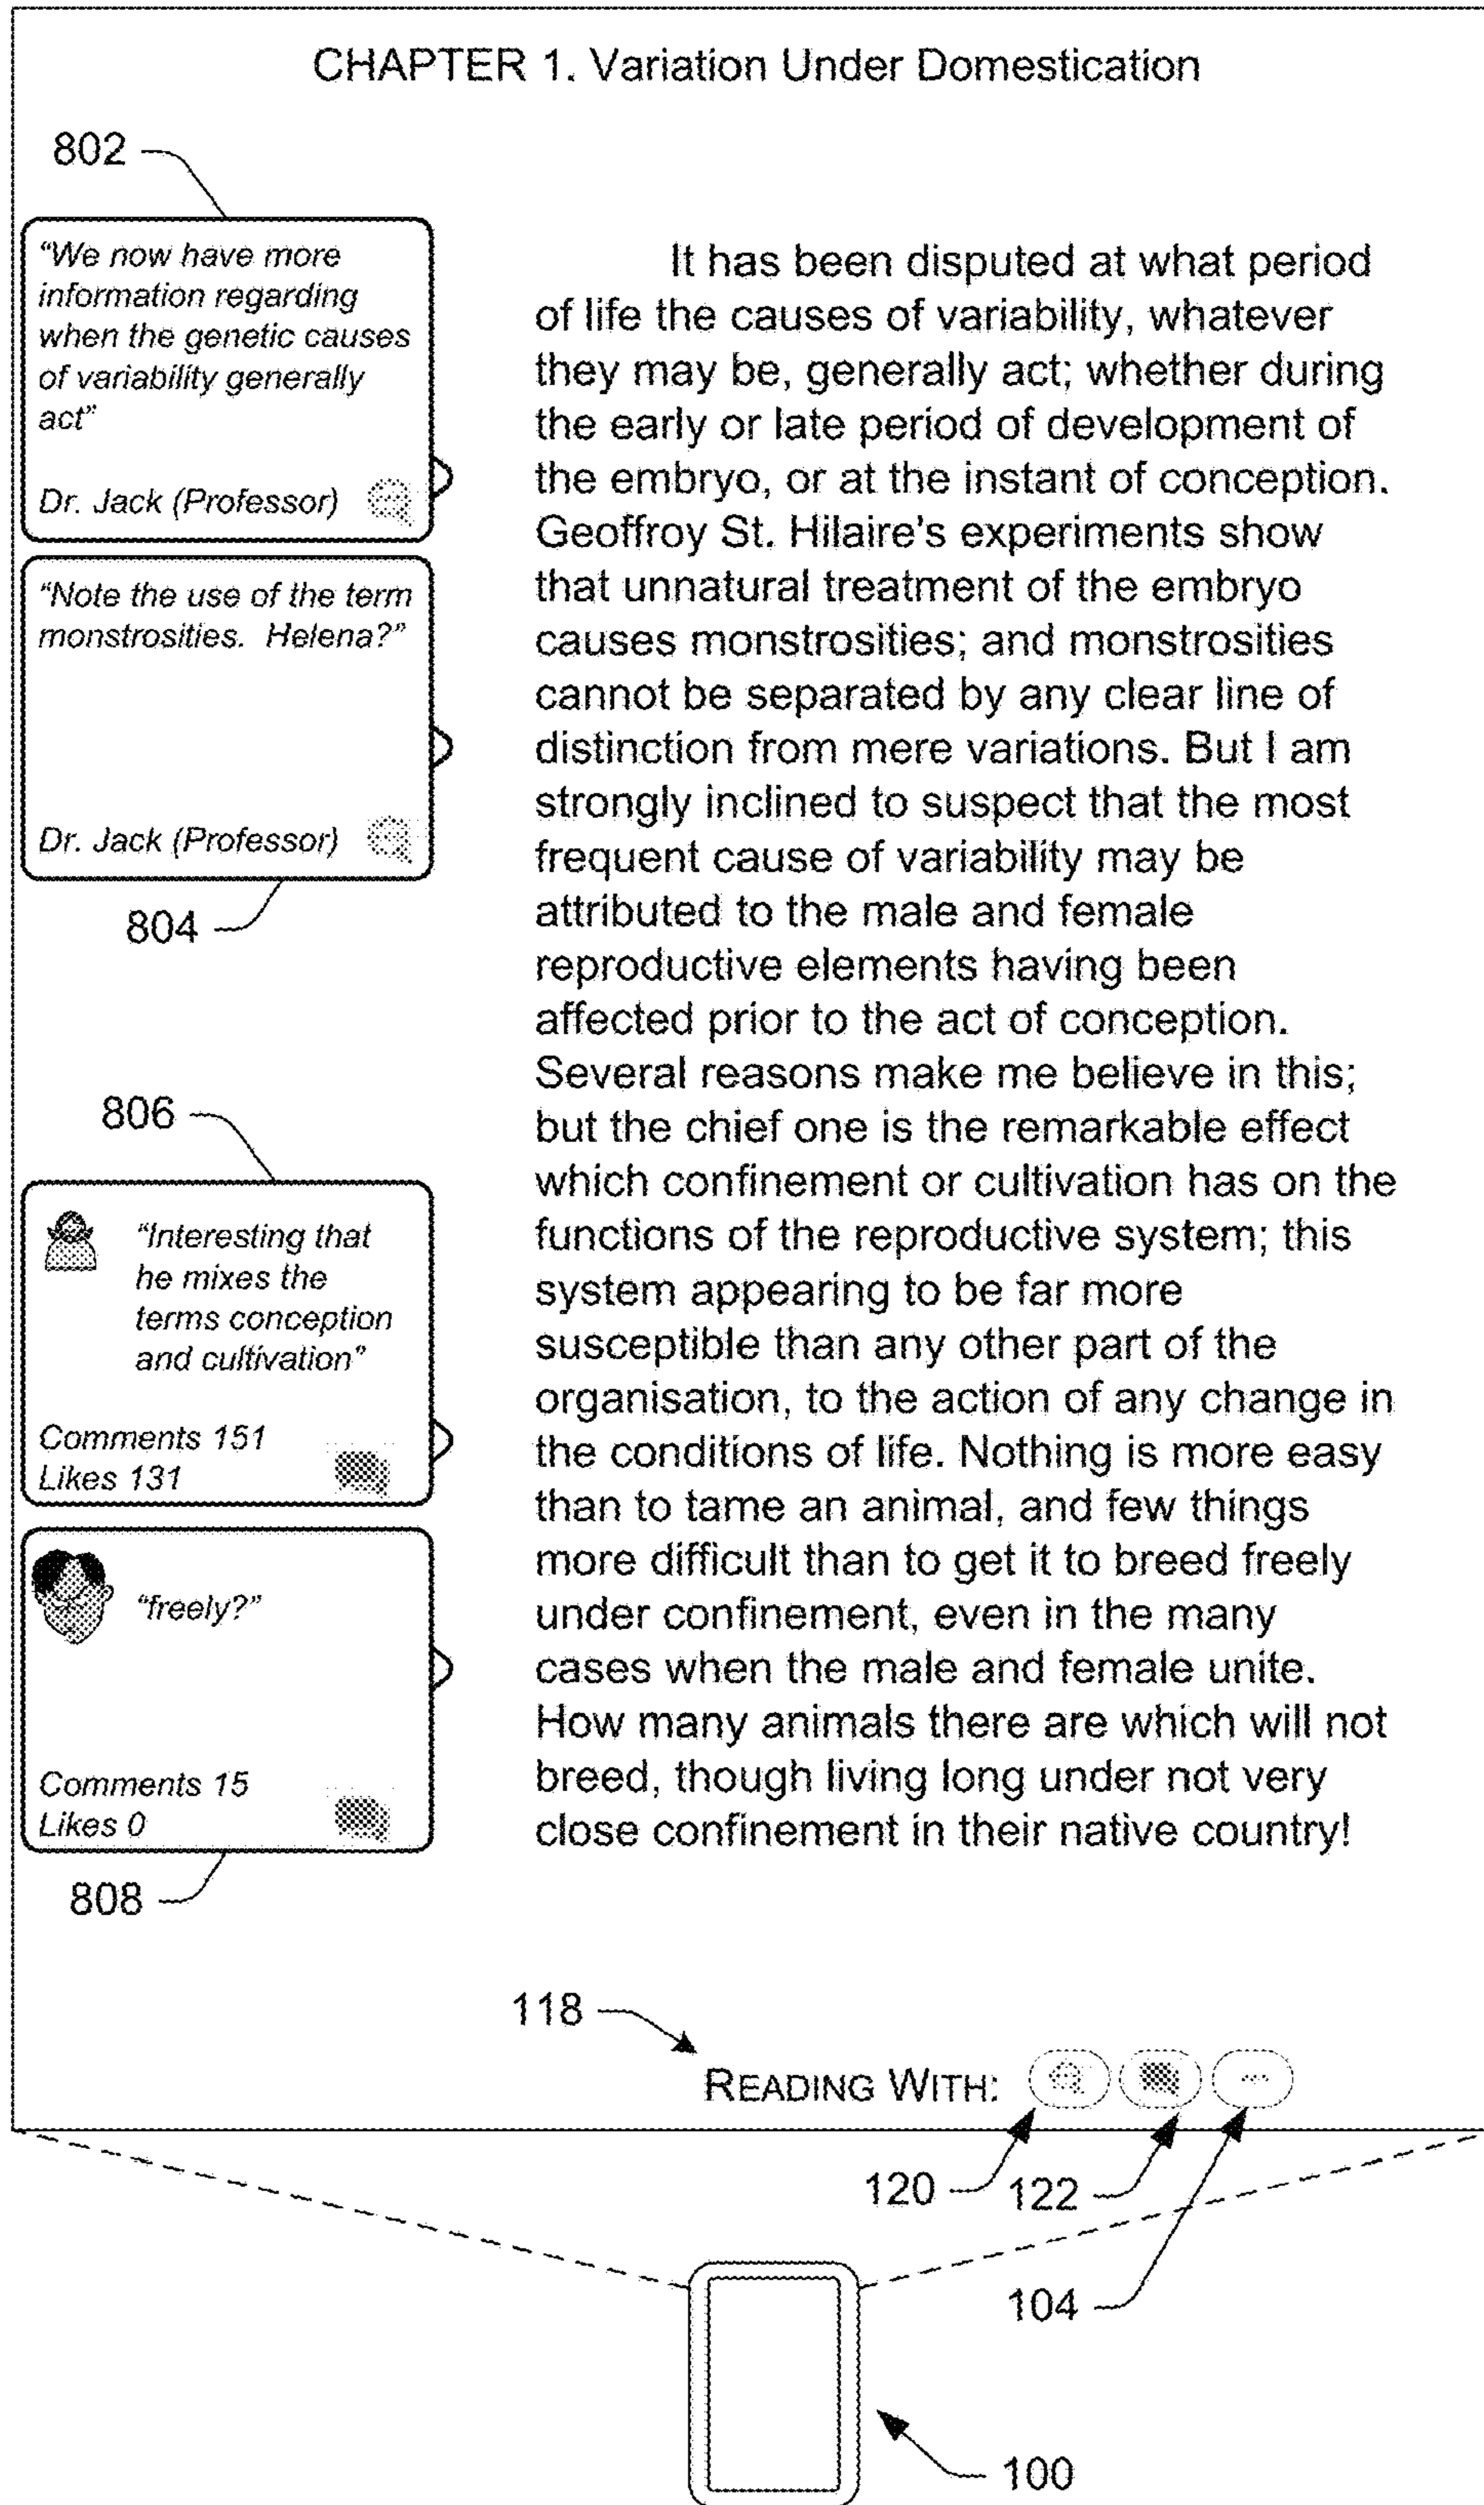 CHAPTER 1. Variation Under Domestication
802
“We now have more
information regarding
when the genetic causes
of variability generally
act”
Dr. Jack (Professor)
“Note the use of the term
monstrosities.  Helena?”
Dr. Jack (Professor)
804
806
“Interesting that
he mixes the
terms conception
and cultivation”
Comments 151
Likes 131
“freely?”
Comments 15
Likes 0
808
It has been disputed at what period
of life the causes of variability, whatever
they may be, generally act; whether during
the early or late period of development of
the embryo, or at the instant of conception.
Geoffroy St. Hilaire's experiments show
that unnatural treatment of the embryo
causes monstrosities; and monstrosities
cannot be separated by any clear line of
distinction from mere variations. But I am
strongly inclined to suspect that the most
frequent cause of variability may be
attributed to the male and female
reproductive elements having been
affected prior to the act of conception.
Several reasons make me believe in this;
but the chief one is the remarkable effect
which confinement or cultivation has on the
functions of the reproductive system; this
system appearing to be far more
susceptible than any other part of the
organisation, to the action of any change in
the conditions of life. Nothing is more easy
than to tame an animal, and few things
more difficult than to get it to breed freely
under confinement, even in the many
cases when the male and female unite.
How many animals there are which will not
breed, though living long under not very
close confinement in their native country!
118
READING WITH:
...
120
122
104
100